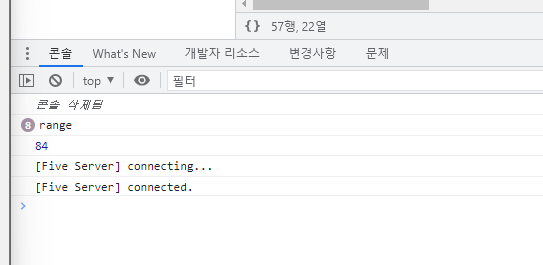 {} 57행, 22열
콘솔 What's New 개발자 리소스 변경사항 문제
top ▼ 필터
콘솔 삭제됨
8 range
84
[Five Server] connecting...
[Five Server] connected.
>